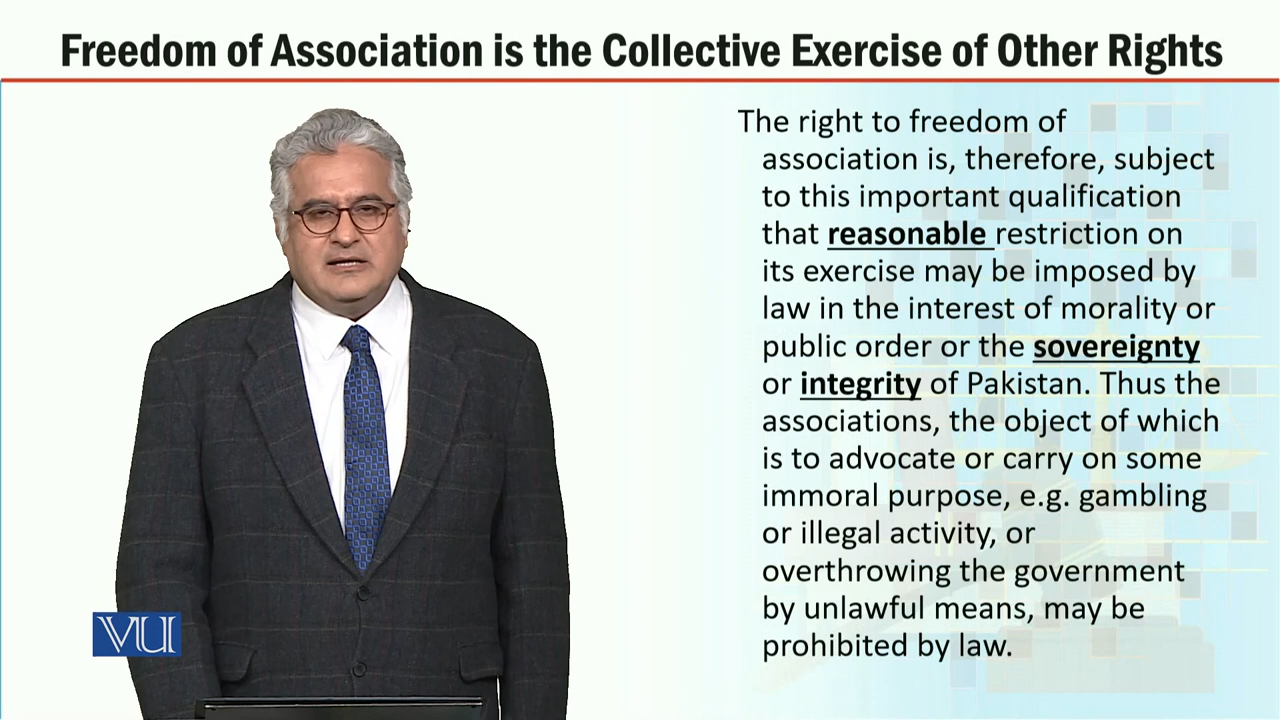 Freedom of Association is the Collective Exercise of Other Rights
The right to freedom of
association is, therefore, subject
to this important qualification
that reasonable restriction on
its exercise may be imposed by
law in the interest of morality or
public order or the sovereignty
or integrity of Pakistan. Thus the
associations, the object of which
is to advocate or carry on some
immoral purpose, e.g. gambling
or illegal activity, or
overthrowing the government
by unlawful means, may be
prohibited by law.
VU